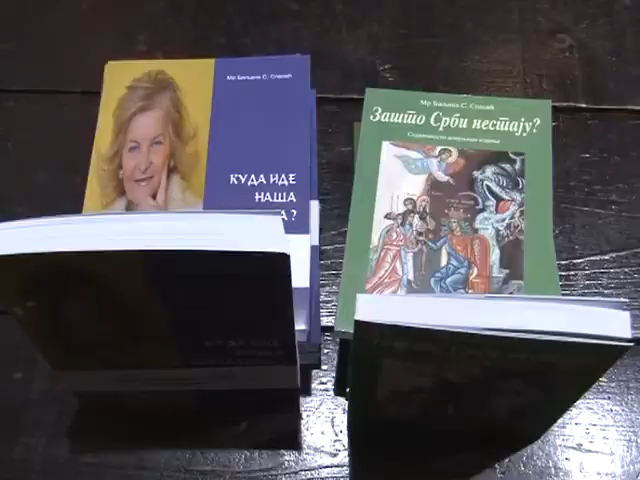 Мр Биљана С. Спасић
КУДА ИДЕ
НАША
А?
Мр Биљана С. Спасић
Зашто Срби нестају?